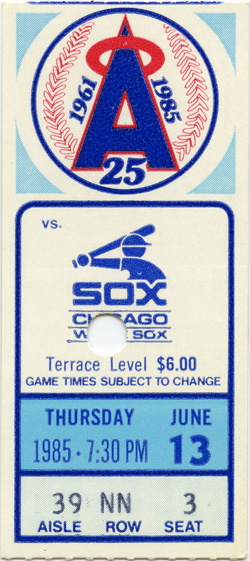 1961 A 1985
25
VS.
SOX
CHICAGO
WHITE SOX
Terrace Level $6.00
GAME TIMES SUBJECT TO CHANGE
THURSDAY JUNE
1985 · 7:30 PM 13
39 NN 3
AISLE ROW SEAT